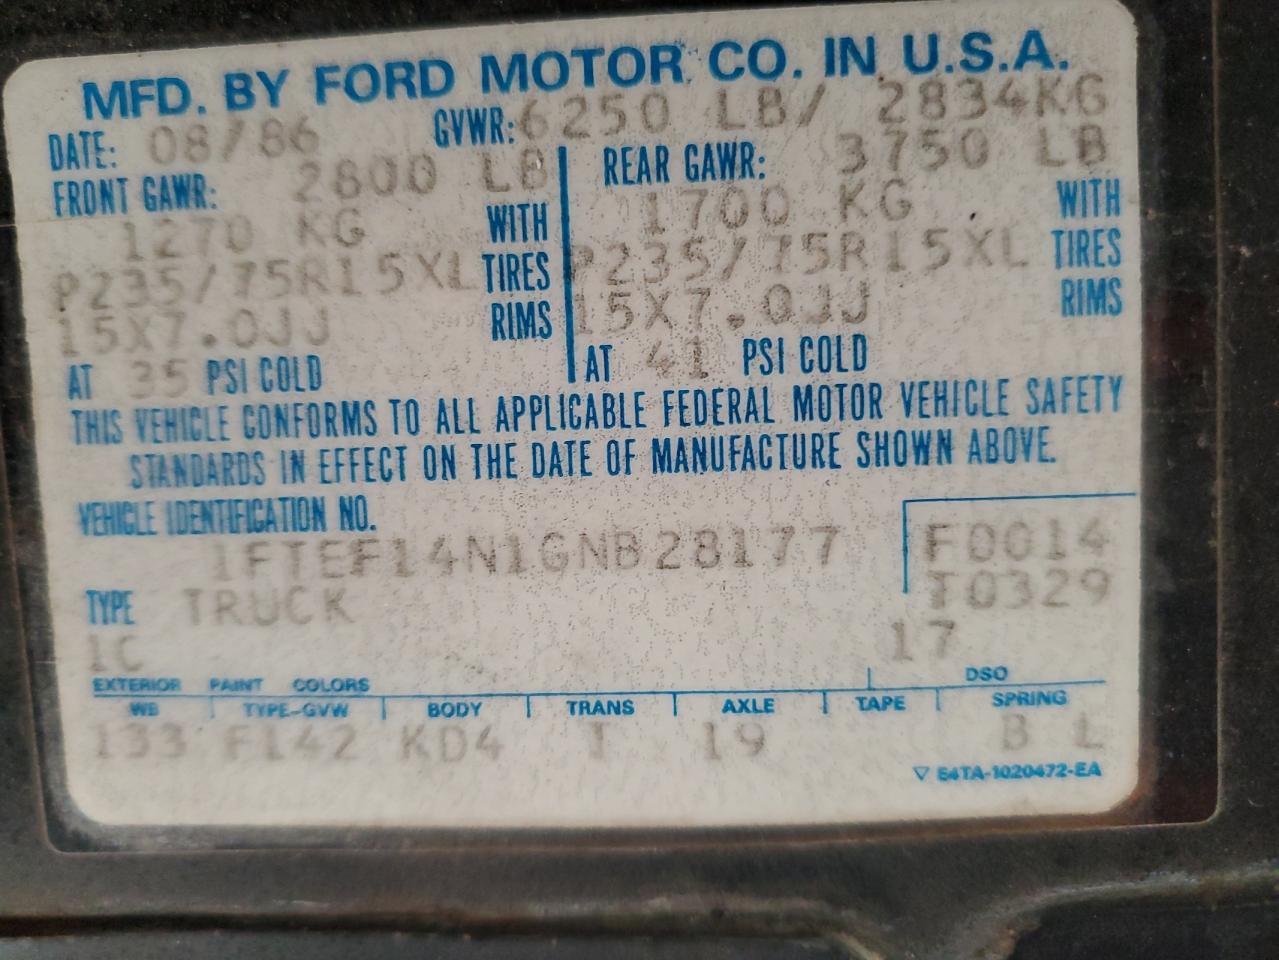 MFD. BY FORD MOTOR CO. IN U.S.A.
DATE: 08/86 GVWR: 6250 LB/ 2834KG
FRONT GAWR: 2800 LB REAR GAWR: 3750 LB
1270 KG WITH 1700 KG WITH
P235/75R15XL TIRES P235/75R15XL TIRES
15X7.0JJ RIMS 15X7.0JJ RIMS
AT 35 PSI COLD AT 41 PSI COLD
THIS VEHICLE CONFORMS TO ALL APPLICABLE FEDERAL MOTOR VEHICLE SAFETY
STANDARDS IN EFFECT ON THE DATE OF MANUFACTURE SHOWN ABOVE.
VEHICLE IDENTIFICATION NO.
1FTEF14N1GNB28177 F0014
TYPE TRUCK T0329
1C 17
EXTERIOR PAINT COLORS DSO
WB TYPE-GVW BODY TRANS AXLE TAPE SPRING
133 F142 KD4 T 19 B L
▽ E4TA-1020472-EA